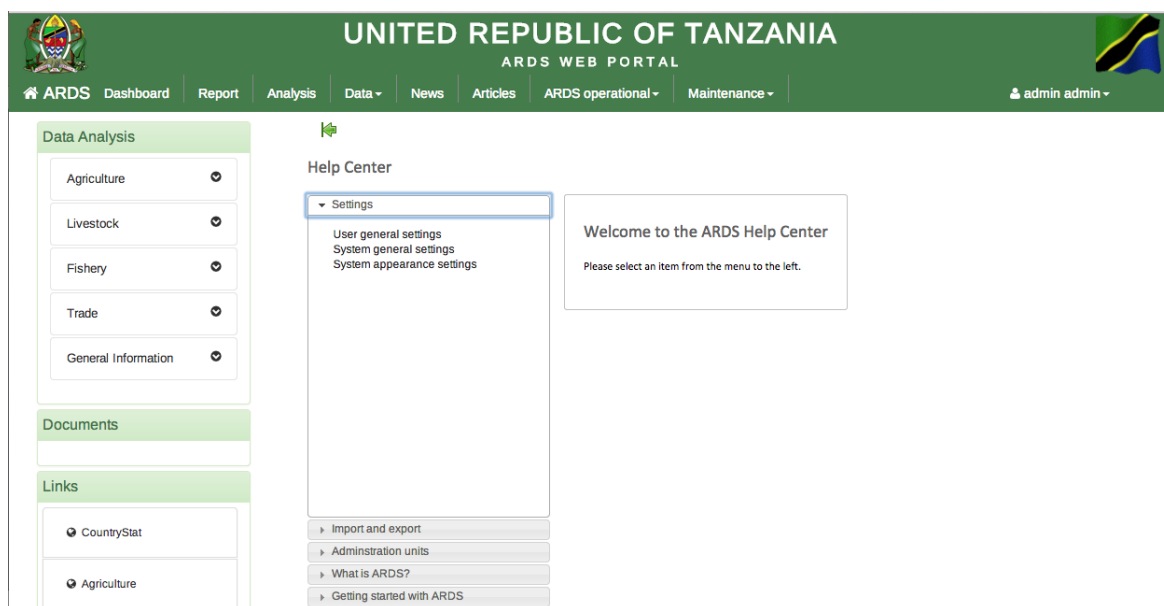 UNITED REPUBLIC OF TANZANIA
ARDS WEB PORTAL
ARDS Dashboard Report Analysis Data News Articles ARDS operational Maintenance admin admin
Data Analysis
Agriculture
Livestock
Fishery
Trade
General Information
Documents
Links
CountryStat
Agriculture
Help Center
Settings
User general settings
System general settings
System appearance settings
Import and export
Adminstration units
What is ARDS?
Getting started with ARDS
Welcome to the ARDS Help Center
Please select an item from the menu to the left.